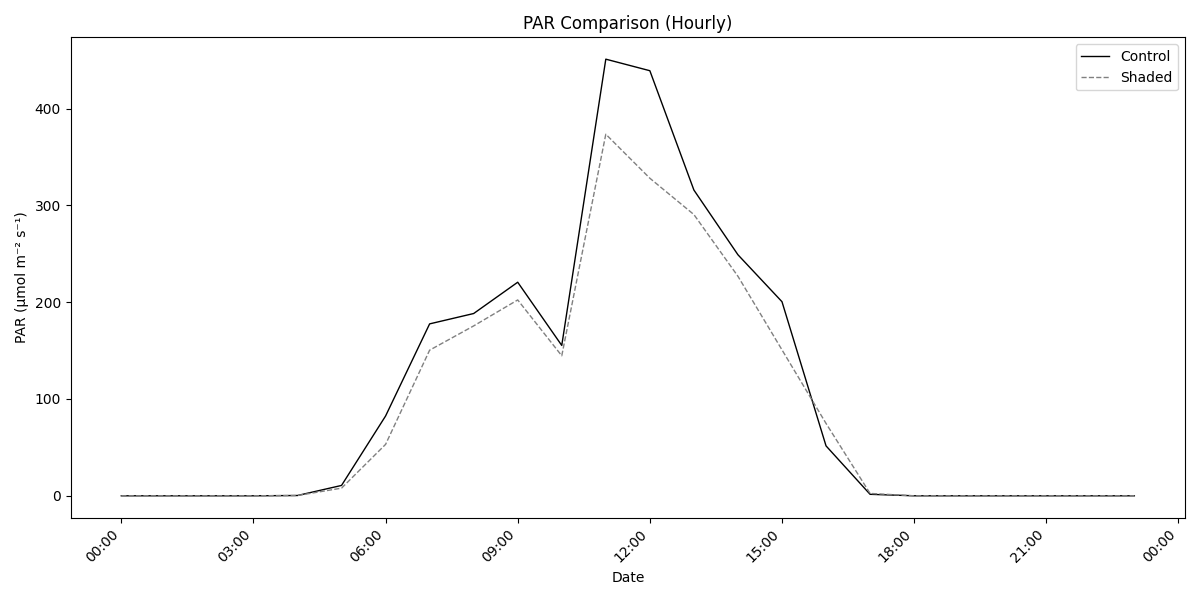 PAR Comparison (Hourly)
Control
Shaded
PAR (μmol m⁻² s⁻¹)
400
300
200
100
0
00:00
03:00
06:00
09:00
12:00
15:00
18:00
21:00
00:00
Date